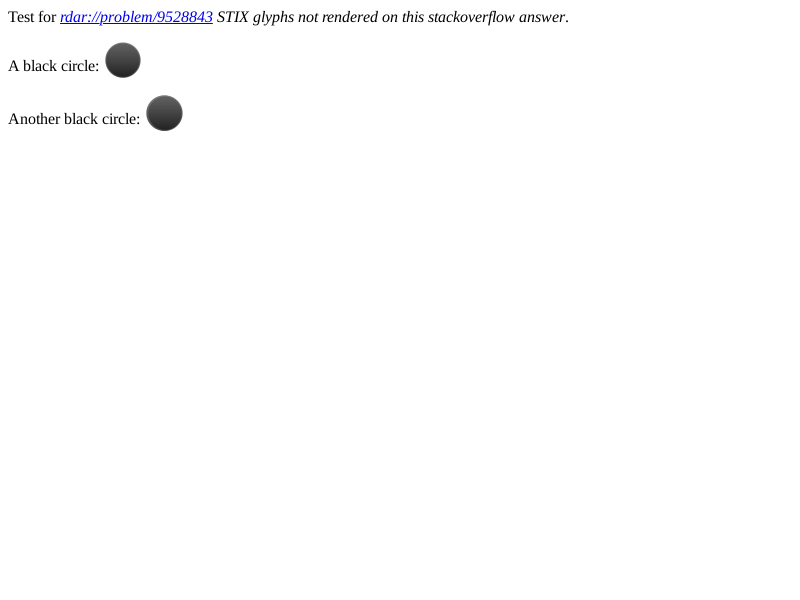 Test for rdar://problem/9528843 STIX glyphs not rendered on this stackoverflow answer.
A black circle: ⚫
Another black circle: ⚫